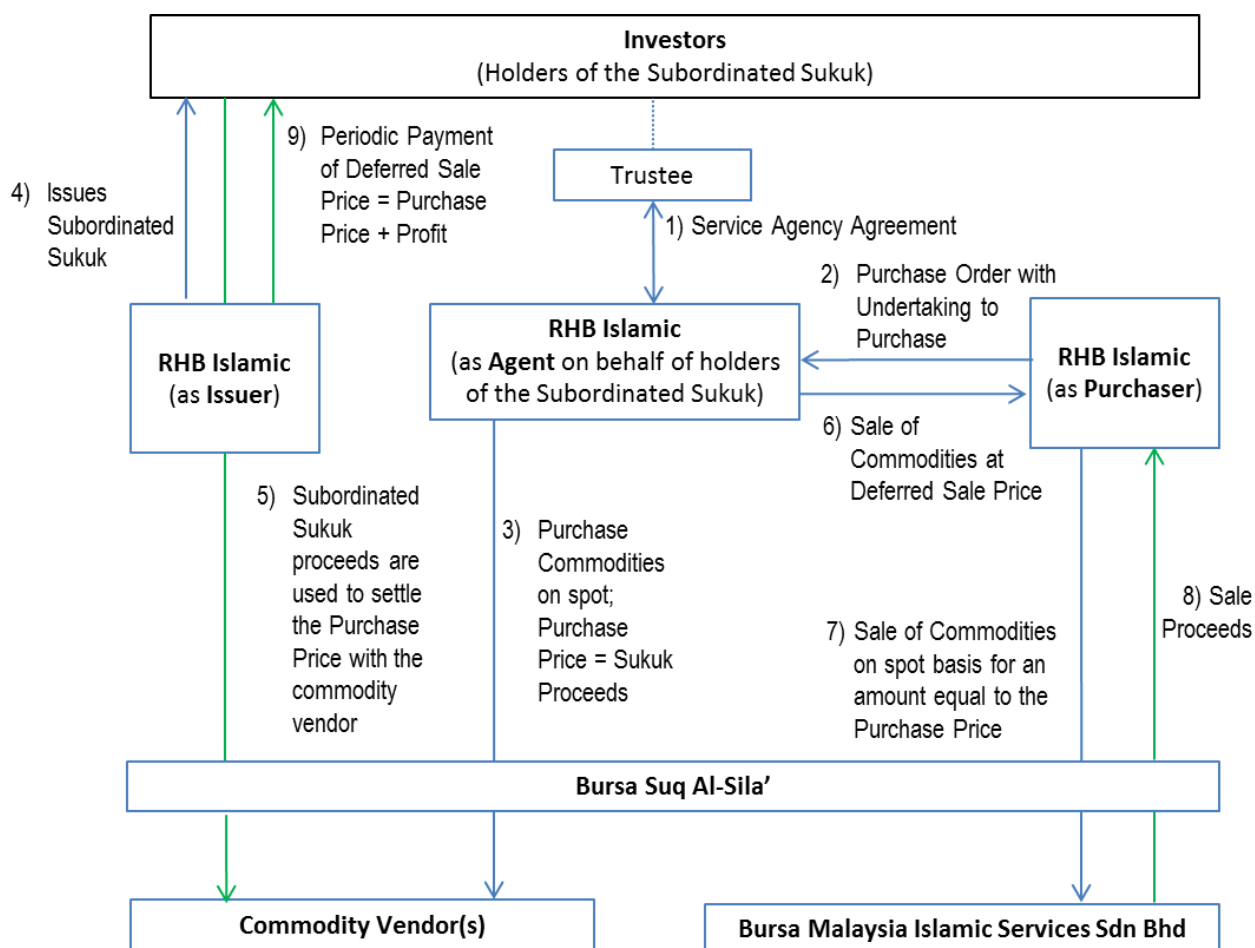 Investors
(Holders of the Subordinated Sukuk)
4) Issues
Subordinated
Sukuk
9) Periodic Payment
of Deferred Sale
Price = Purchase
Price + Profit
Trustee
1) Service Agency Agreement
2) Purchase Order with
Undertaking to
Purchase
RHB Islamic
(as Issuer)
RHB Islamic
(as Agent on behalf of holders
of the Subordinated Sukuk)
RHB Islamic
(as Purchaser)
6) Sale of
Commodities at
Deferred Sale Price
5) Subordinated
Sukuk
proceeds are
used to settle
the Purchase
Price with the
commodity
vendor
3) Purchase
Commodities
on spot;
Purchase
Price = Sukuk
Proceeds
7) Sale of Commodities
on spot basis for an
amount equal to the
Purchase Price
8) Sale
Proceeds
Bursa Suq Al-Sila’
Commodity Vendor(s)
Bursa Malaysia Islamic Services Sdn Bhd